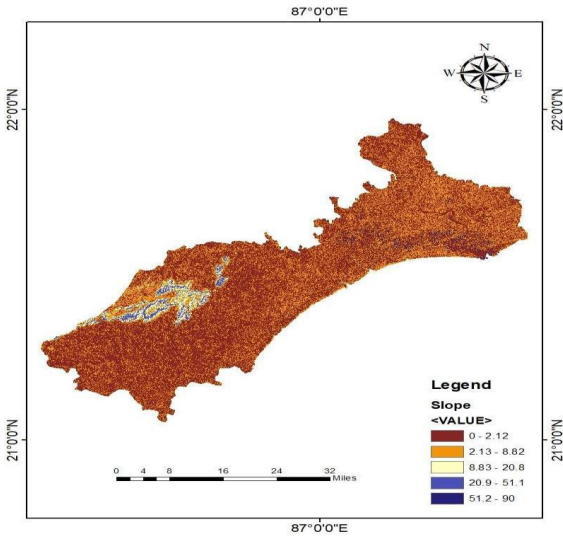 87°0'0"E
N
W E
S
22°0'0"N
22°0'0"N
Legend
Slope
<VALUE>
0 - 2.12
2.13 - 8.82
8.83 - 20.8
20.9 - 51.1
51.2 - 90
21°0'0"N
21°0'0"N
0 4 8 16 24 32
Miles
87°0'0"E